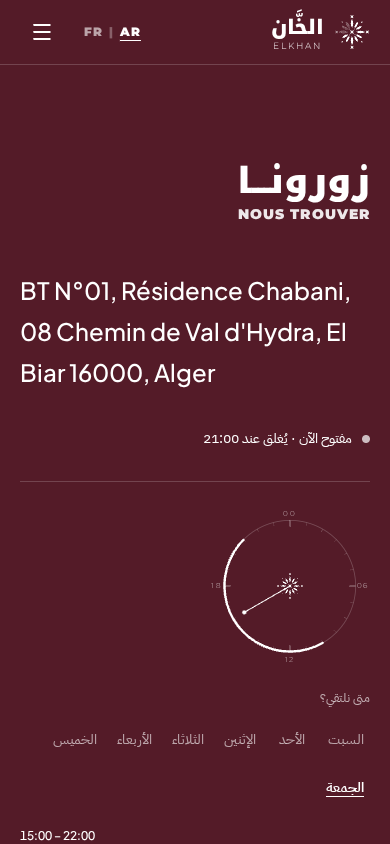 الخَّان
ELKHAN
FR | AR
زورونـا
NOUS TROUVER
BT N°01, Résidence Chabani,
08 Chemin de Val d'Hydra, El
Biar 16000, Alger
مفتوح الآن · يُغلق عند 21:00
00
18
06
12
متى نلتقي؟
السبت الأحد الإثنين الثلاثاء الأربعاء الخميس
الجمعة
15:00 – 22:00